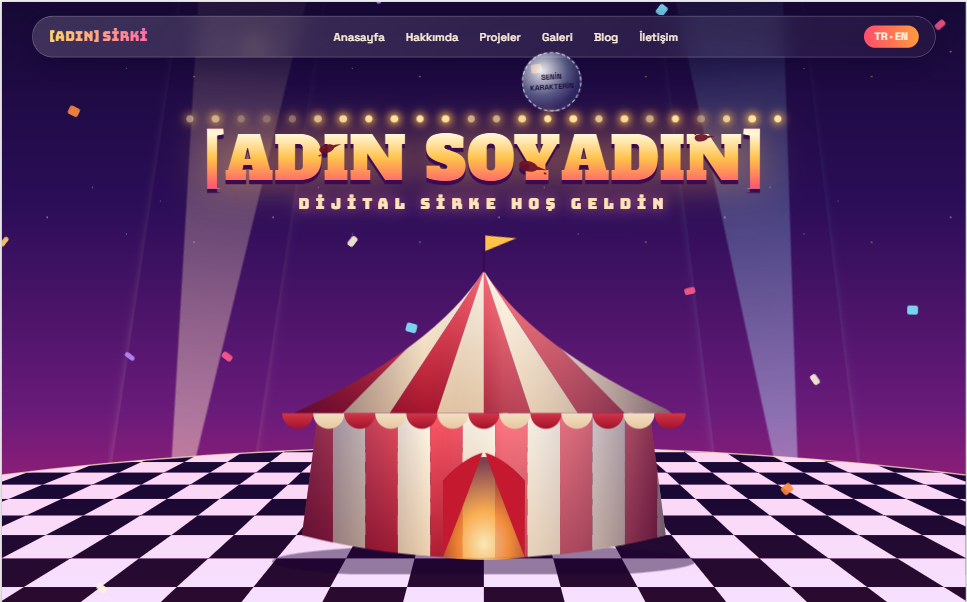 [ADIN] SİRKİ
Anasayfa Hakkımda Projeler Galeri Blog İletişim
TR · EN
SENİN
KARAKTERİN
[ADIN SOYADIN]
DİJİTAL SİRKE HOŞ GELDİN